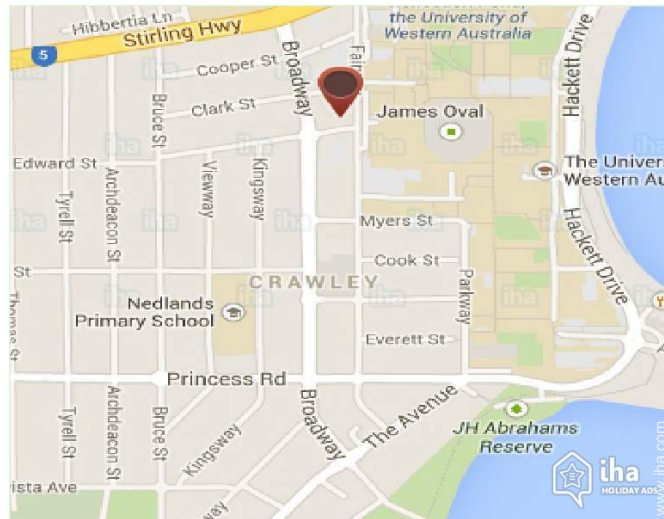 Hibbertia Ln
Stirling Hwy
5
the University of
Western Australia
Cooper St
Clark St
Broadway
Hackett Drive
James Oval
Bruce St
The Univers
Western Au
Edward St
Viewway
Kingsway
Tyrell St
Archdeacon St
Myers St
Hackett Drive
Cook St
St
CRAWLEY
Parkway
Nedlands
Primary School
Thomas St
Everett St
Princess Rd
Broadway
The Avenue
Tyrell St
Archdeacon St
Bruce St
Kingsway
JH Abrahams
Reserve
ista Ave
iha
HOLIDAY ADS
www.iha.com